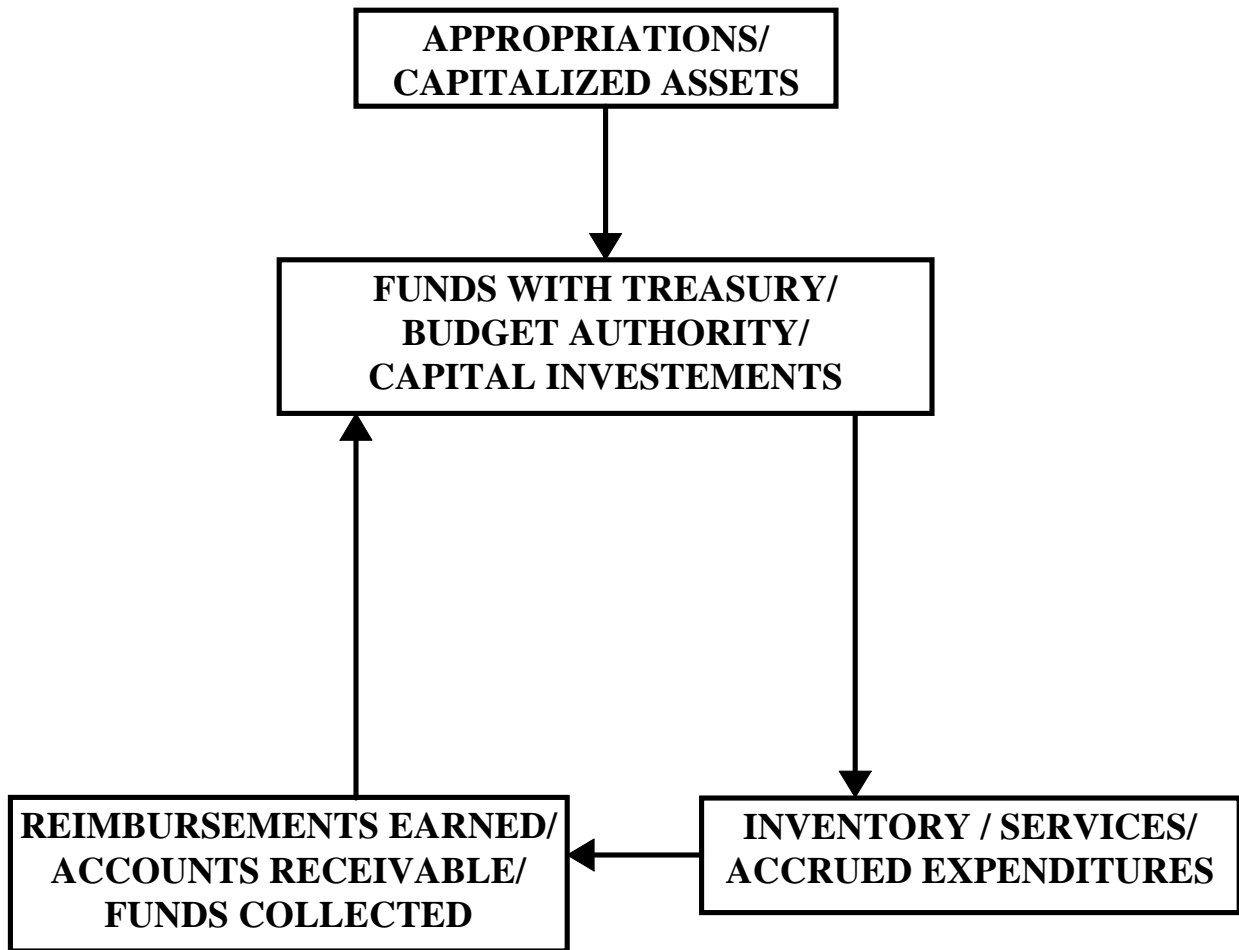 APPROPRIATIONS/
CAPITALIZED ASSETS
FUNDS WITH TREASURY/
BUDGET AUTHORITY/
CAPITAL INVESTEMENTS
REIMBURSEMENTS EARNED/
ACCOUNTS RECEIVABLE/
FUNDS COLLECTED
INVENTORY / SERVICES/
ACCRUED EXPENDITURES